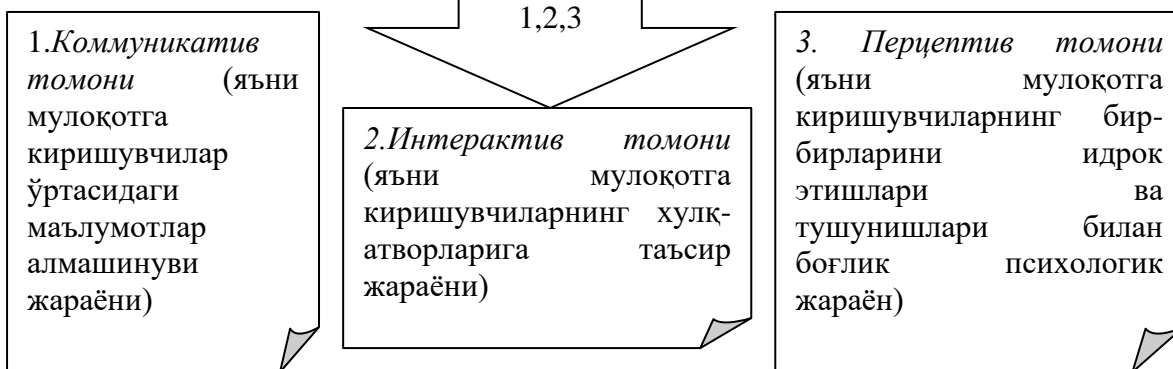 1,2,3
1.Коммуникатив
томони (яъни
мулоқотга
киришувчилар
ўртасидаги
маълумотлар
алмашинуви
жараёни)
2.Интерактив томони
(яъни мулоқотга
киришувчиларнинг хулқ-
атворларига таъсир
жараёни)
3. Перцептив томони
(яъни мулоқотга
киришувчиларнинг бир-
бирларини идрок
этишлари ва
тушунишлари билан
боғлик психологик
жараён)